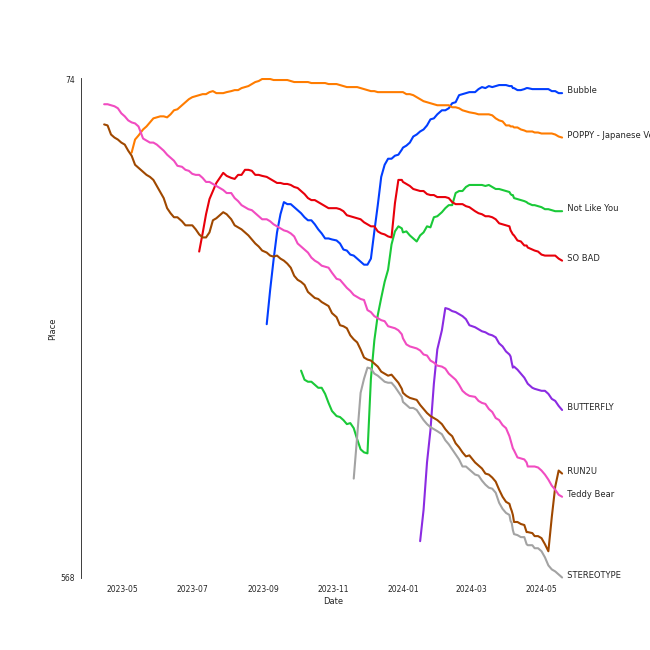 74
Bubble
POPPY - Japanese Ve
Not Like You
SO BAD
Place
BUTTERFLY
RUN2U
Teddy Bear
568
STEREOTYPE
2023-05
2023-07
2023-09
2023-11
2024-01
2024-03
2024-05
Date